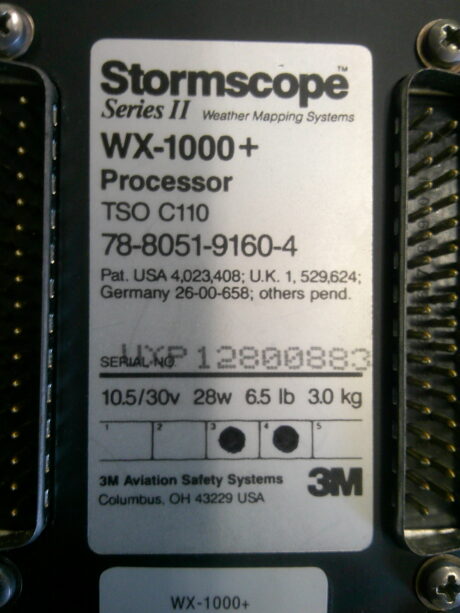 Stormscope™
Series II Weather Mapping Systems
WX-1000+
Processor
TSO C110
78-8051-9160-4
Pat. USA 4,023,408; U.K. 1, 529,624;
Germany 26-00-658; others pend.
SERIAL NO. UXP12800883
10.5/30v 28w 6.5 lb 3.0 kg
1 2 3 4 5
3M Aviation Safety Systems
Columbus, OH 43229 USA
3M
WX-1000+